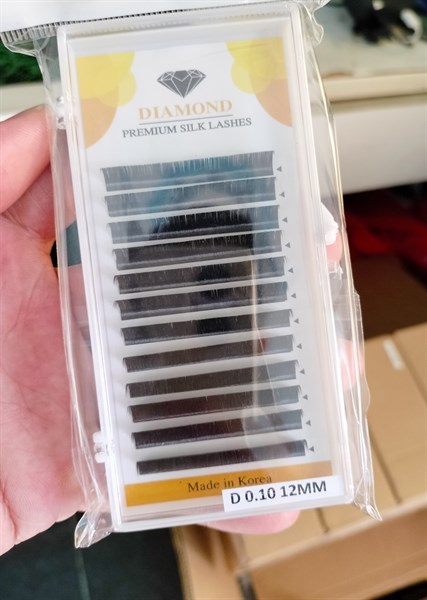 DIAMOND
PREMIUM SILK LASHES
Made in Korea
D 0.10 12MM